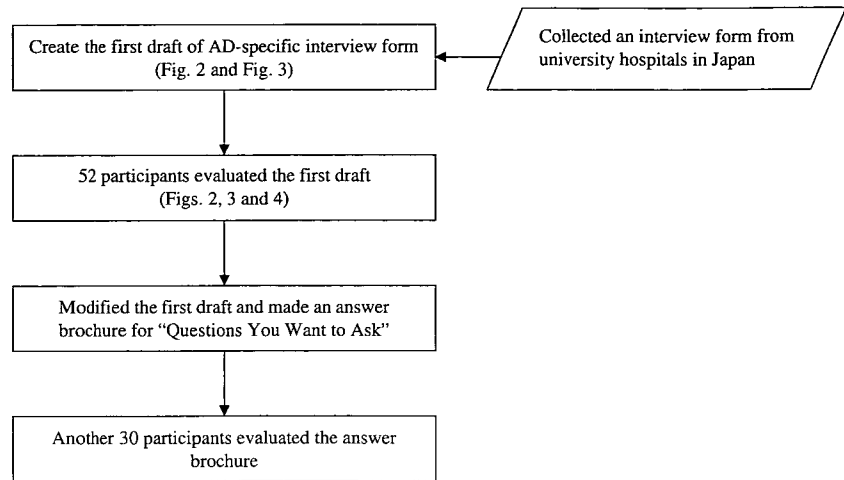 Create the first draft of AD-specific interview form
(Fig. 2 and Fig. 3)
Collected an interview form from
university hospitals in Japan
52 participants evaluated the first draft
(Figs. 2, 3 and 4)
Modified the first draft and made an answer
brochure for “Questions You Want to Ask”
Another 30 participants evaluated the answer
brochure